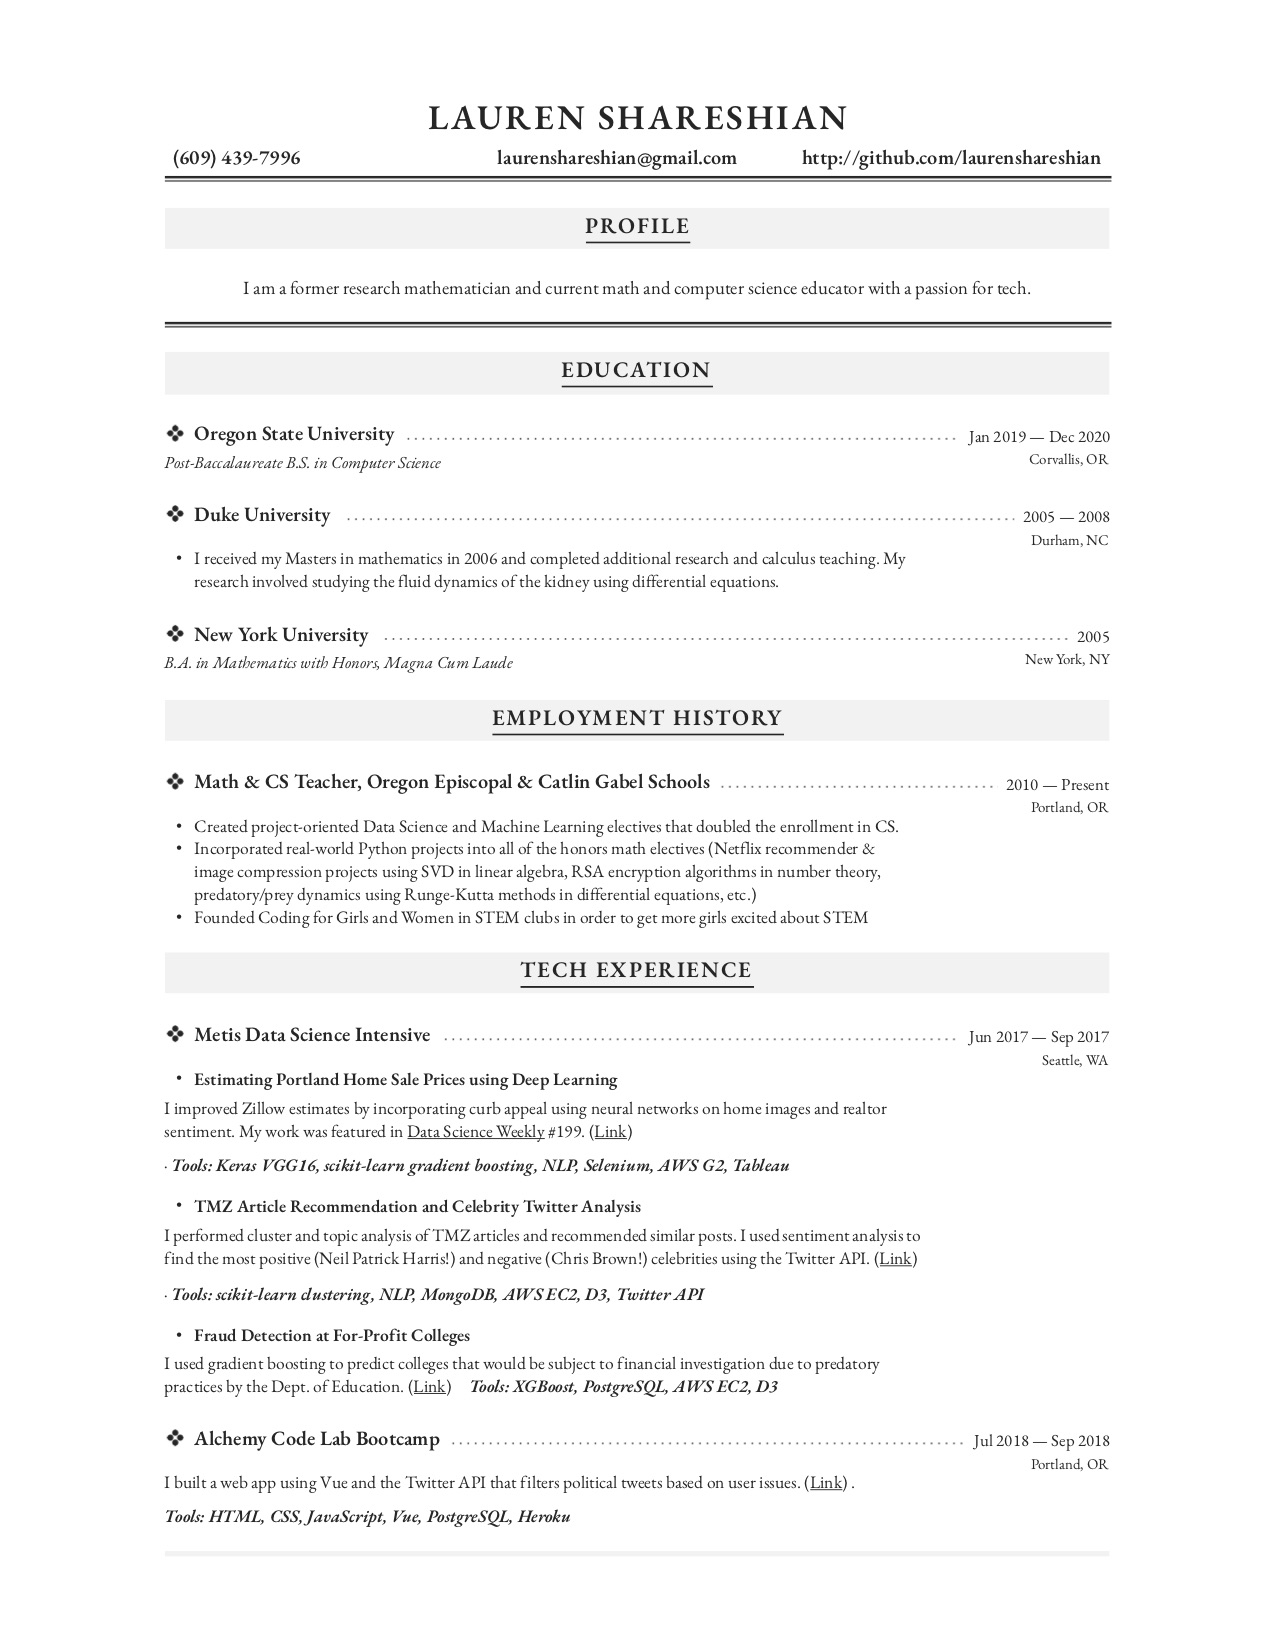 LAUREN SHARESHIAN
(609) 439-7996 laurenshareshian@gmail.com http://github.com/laurenshareshian
PROFILE
I am a former research mathematician and current math and computer science educator with a passion for tech.
EDUCATION
❖ Oregon State University Jan 2019 — Dec 2020
Post-Baccalaureate B.S. in Computer Science Corvallis, OR
❖ Duke University 2005 — 2008
Durham, NC
• I received my Masters in mathematics in 2006 and completed additional research and calculus teaching. My
research involved studying the fluid dynamics of the kidney using differential equations.
❖ New York University 2005
B.A. in Mathematics with Honors, Magna Cum Laude New York, NY
EMPLOYMENT HISTORY
❖ Math & CS Teacher, Oregon Episcopal & Catlin Gabel Schools 2010 — Present
Portland, OR
• Created project-oriented Data Science and Machine Learning electives that doubled the enrollment in CS.
• Incorporated real-world Python projects into all of the honors math electives (Netflix recommender &
image compression projects using SVD in linear algebra, RSA encryption algorithms in number theory,
predatory/prey dynamics using Runge-Kutta methods in differential equations, etc.)
• Founded Coding for Girls and Women in STEM clubs in order to get more girls excited about STEM
TECH EXPERIENCE
❖ Metis Data Science Intensive Jun 2017 — Sep 2017
Seattle, WA
• Estimating Portland Home Sale Prices using Deep Learning
I improved Zillow estimates by incorporating curb appeal using neural networks on home images and realtor
sentiment. My work was featured in Data Science Weekly #199. (Link)
· Tools: Keras VGG16, scikit-learn gradient boosting, NLP, Selenium, AWS G2, Tableau
• TMZ Article Recommendation and Celebrity Twitter Analysis
I performed cluster and topic analysis of TMZ articles and recommended similar posts. I used sentiment analysis to
find the most positive (Neil Patrick Harris!) and negative (Chris Brown!) celebrities using the Twitter API. (Link)
· Tools: scikit-learn clustering, NLP, MongoDB, AWS EC2, D3, Twitter API
• Fraud Detection at For-Profit Colleges
I used gradient boosting to predict colleges that would be subject to financial investigation due to predatory
practices by the Dept. of Education. (Link) Tools: XGBoost, PostgreSQL, AWS EC2, D3
❖ Alchemy Code Lab Bootcamp Jul 2018 — Sep 2018
Portland, OR
I built a web app using Vue and the Twitter API that filters political tweets based on user issues. (Link) .
Tools: HTML, CSS, JavaScript, Vue, PostgreSQL, Heroku